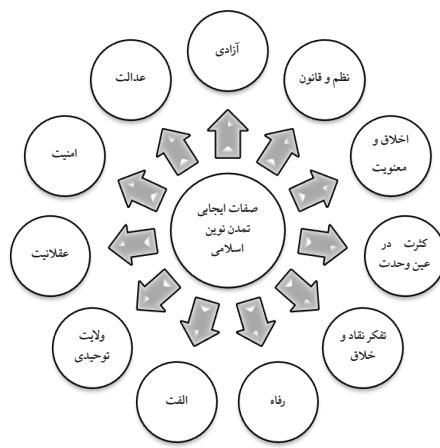 آزادی
نظم و قانون
اخلاق و
معنویت
کثرت در
عین وحدت
تفکر نقاد و
خلاق
رفاه
الفت
ولایت
توحیدی
عقلانیت
امنیت
عدالت
صفات ایجابی
تمدن نوین
اسلامی